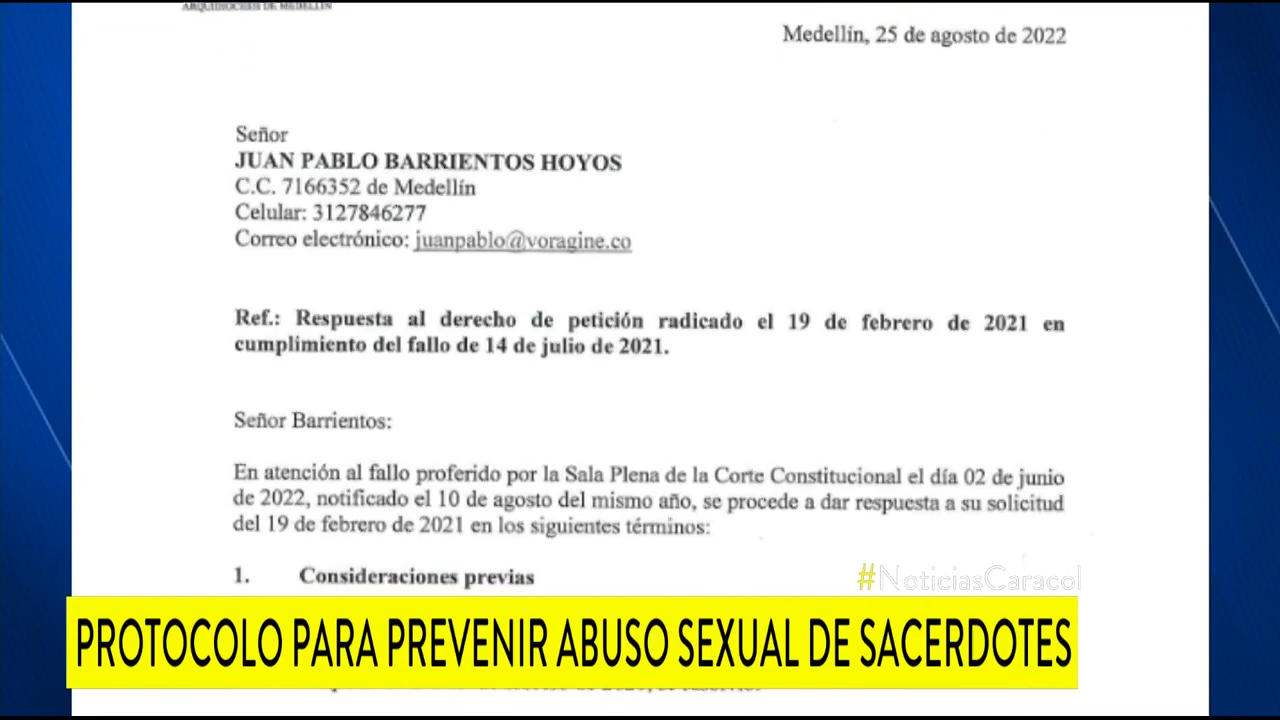 ARQUIDIÓCESIS DE MEDELLÍN
Medellín, 25 de agosto de 2022
Señor
JUAN PABLO BARRIENTOS HOYOS
C.C. 7166352 de Medellín
Celular: 3127846277
Correo electrónico: juanpablo@voragine.co
Ref.: Respuesta al derecho de petición radicado el 19 de febrero de 2021 en
cumplimiento del fallo de 14 de julio de 2021.
Señor Barrientos:
En atención al fallo proferido por la Sala Plena de la Corte Constitucional el día 02 de junio
de 2022, notificado el 10 de agosto del mismo año, se procede a dar respuesta a su solicitud
del 19 de febrero de 2021 en los siguientes términos:
1. Consideraciones previas
#NoticiasCaracol
PROTOCOLO PARA PREVENIR ABUSO SEXUAL DE SACERDOTES